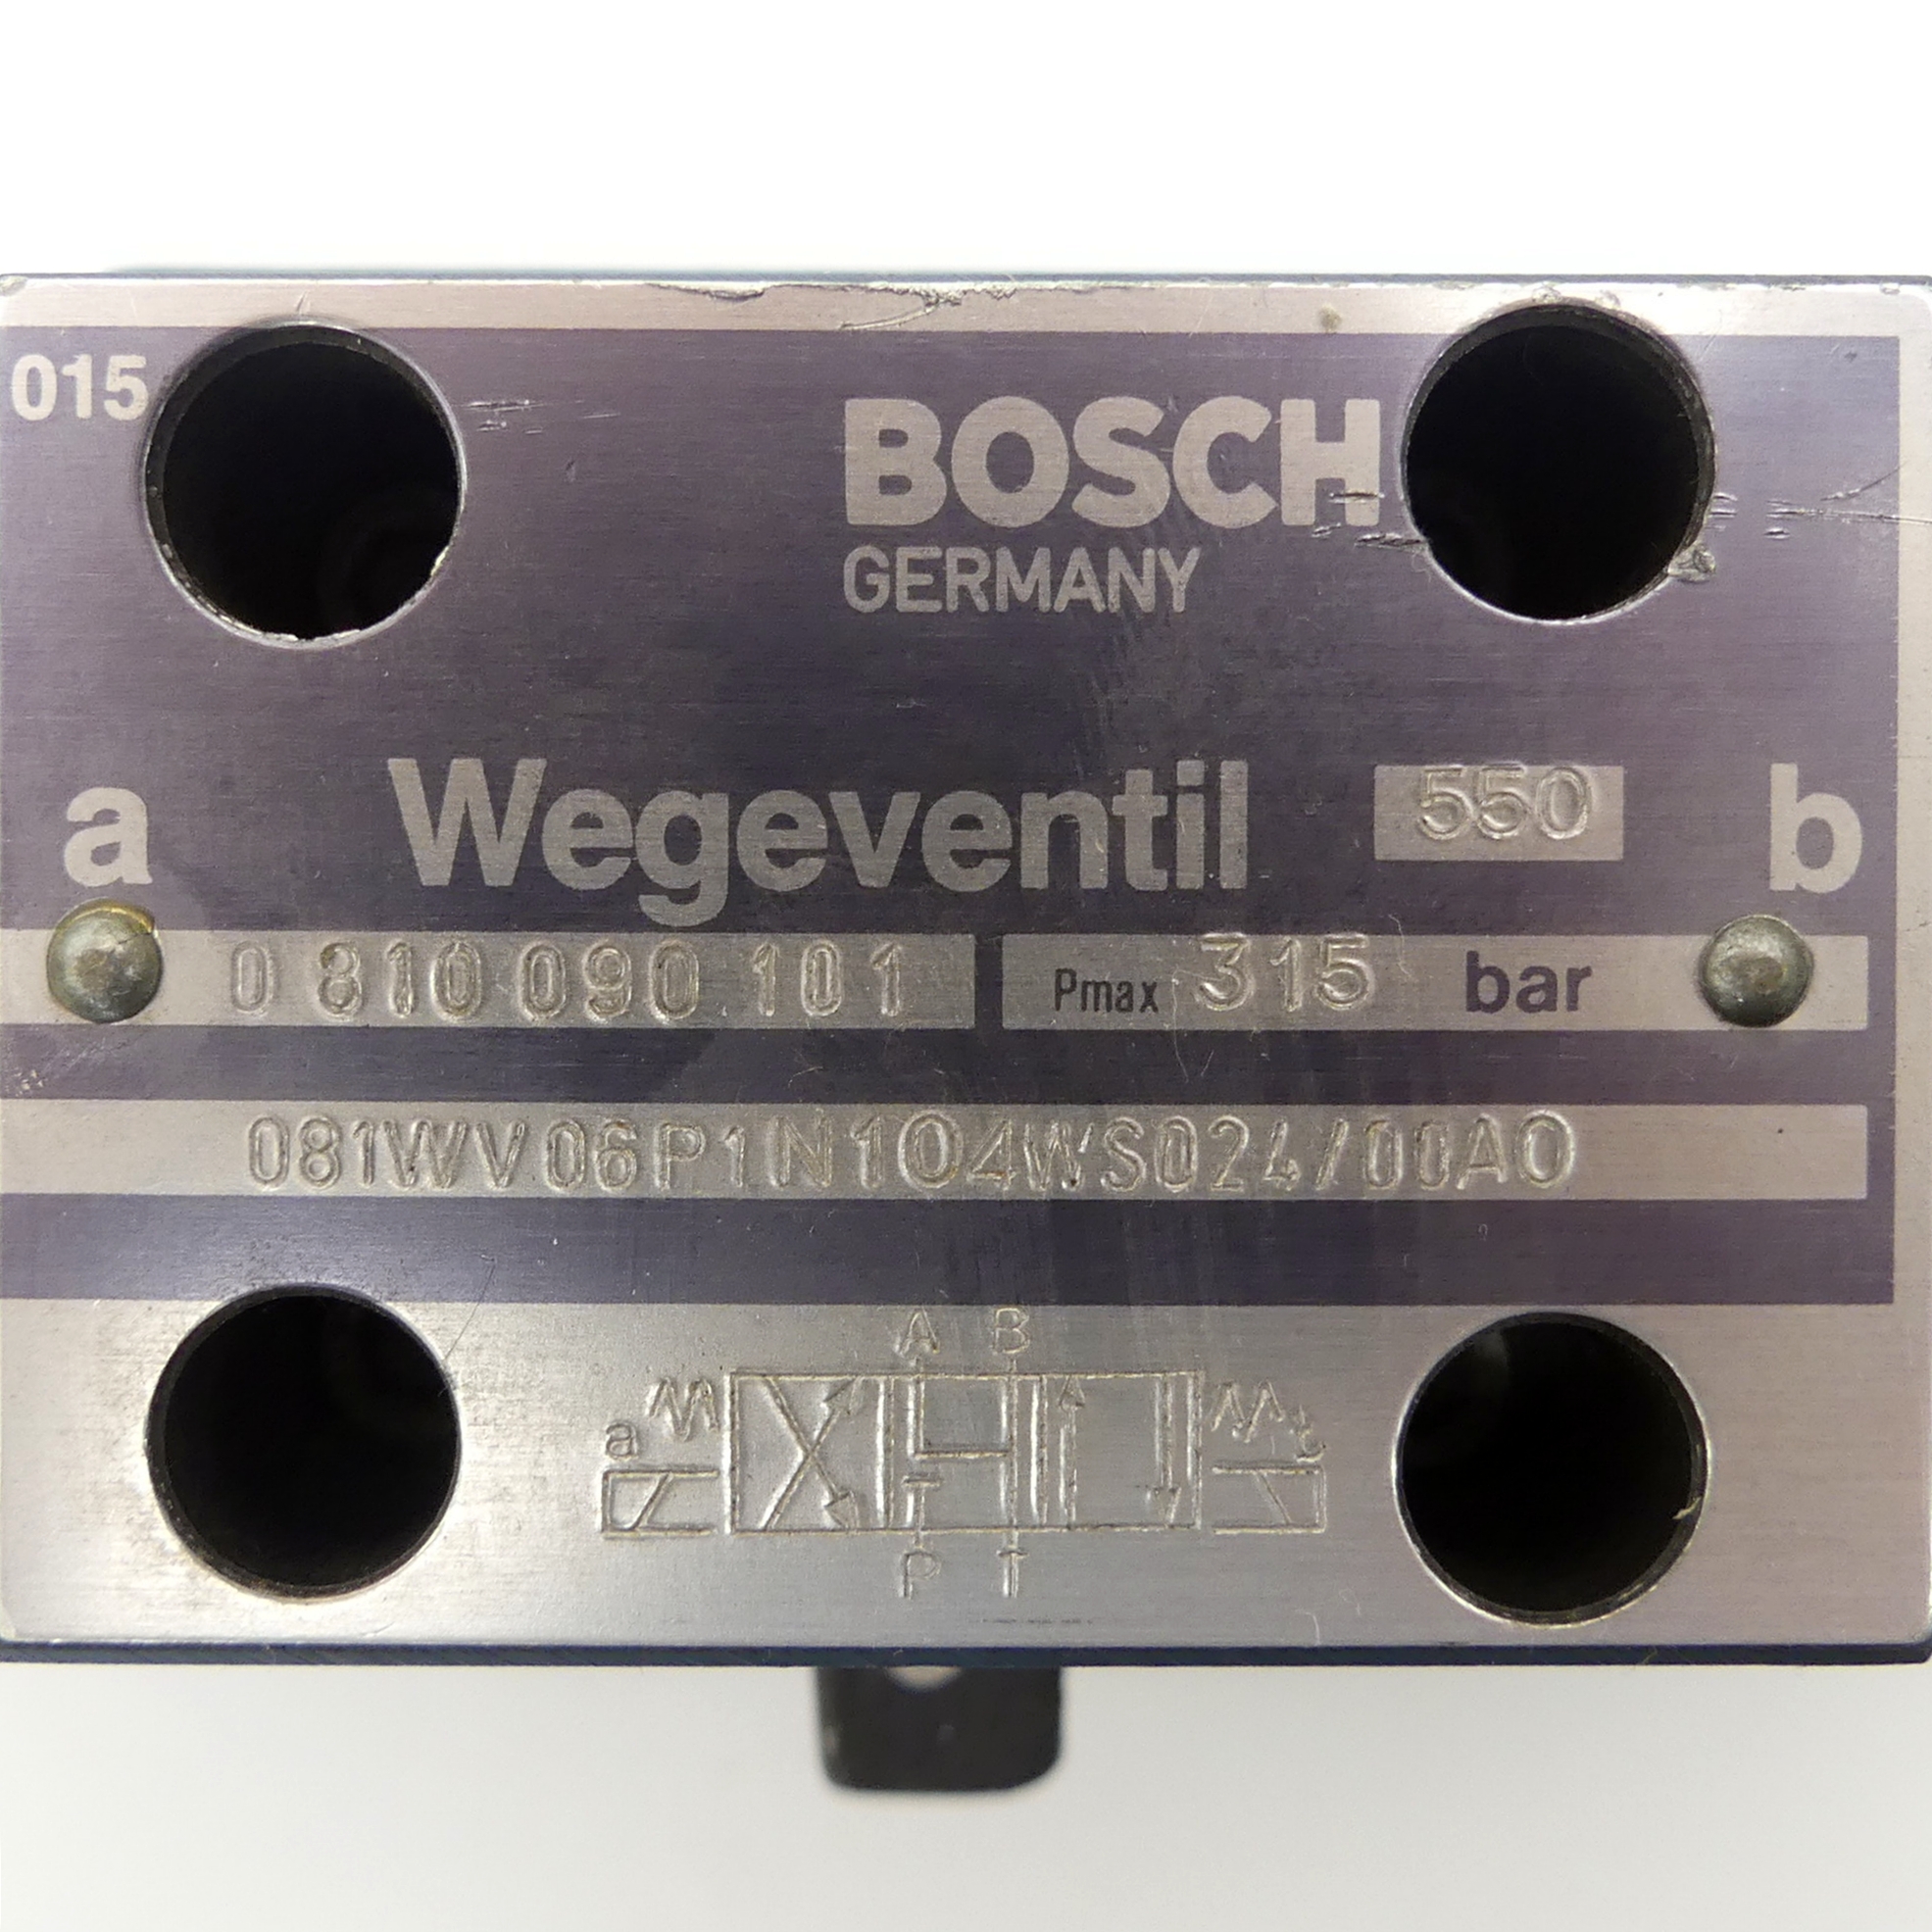 015
BOSCH
GERMANY
a Wegeventil 550 b
0 810 090 101 Pmax 315 bar
081WV06P1N104WS024/00A0
A B
a b
P T